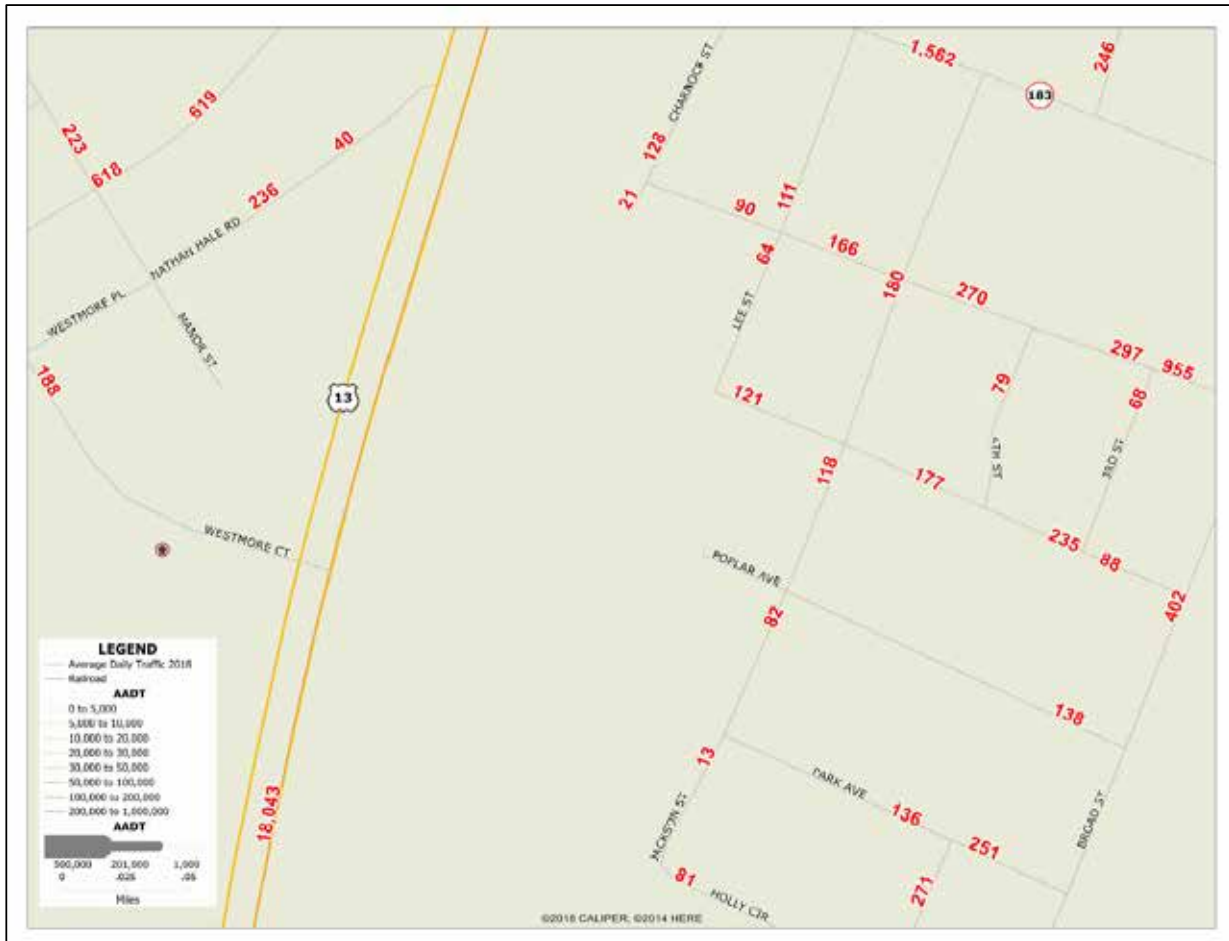 1,562
246
183
CHARNOCK ST
619
223
40
128
618
236
21
111
90
NATHAN HALE RD
64
166
180
270
WESTMORE PL
LEE ST
MANOR ST
297
955
188
79
68
13
121
4TH ST
3RD ST
118
177
WESTMORE CT
235
88
POPLAR AVE
402
82
138
13
PARK AVE
136
251
BROAD ST
18,043
JACKSON ST
81
271
HOLLY CIR
LEGEND
Average Daily Traffic 2018
Railroad
AADT
0 to 5,000
5,000 to 10,000
10,000 to 20,000
20,000 to 30,000
30,000 to 50,000
50,000 to 100,000
100,000 to 200,000
200,000 to 1,000,000
AADT
500,000 201,000 1,000
0 .025 .05
Miles
©2018 CALIPER; ©2014 HERE